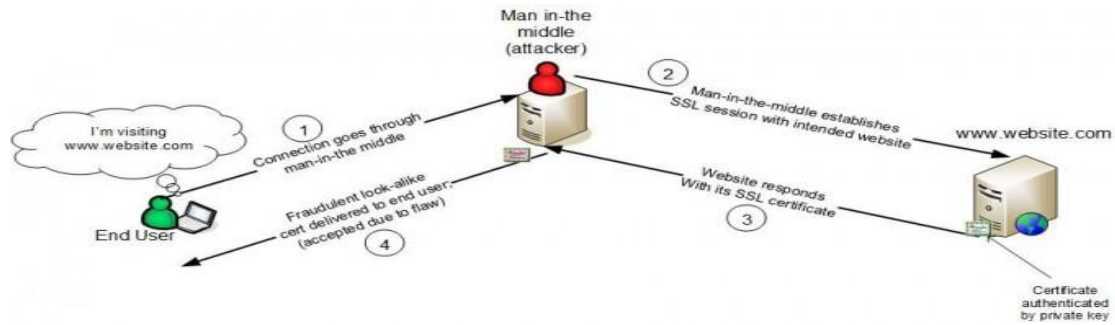 Man in-the
middle
(attacker)
I'm visiting
www.website.com
1
Connection goes through
man-in-the middle
2
Man-in-the-middle establishes
SSL session with intended website
www.website.com
End User
Fraudulent look-alike
cert delivered to end user;
(accepted due to flaw)
4
Website responds
With its SSL certificate
3
Certificate
authenticated
by private key